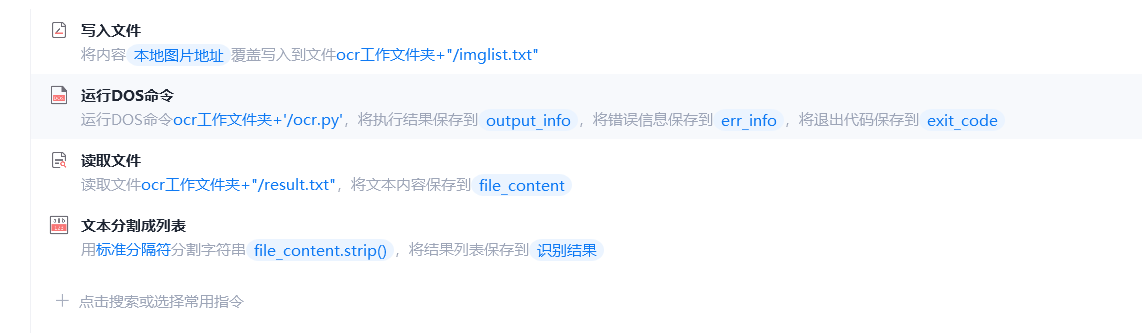 写入文件
将内容 本地图片地址 覆盖写入到文件ocr工作文件夹+"/imglist.txt"
运行DOS命令
运行DOS命令ocr工作文件夹+'/ocr.py'，将执行结果保存到 output_info ，将错误信息保存到 err_info ，将退出代码保存到 exit_code
读取文件
读取文件ocr工作文件夹+"/result.txt"，将文本内容保存到 file_content
文本分割成列表
用标准分隔符分割字符串 file_content.strip() ，将结果列表保存到 识别结果
点击搜索或选择常用指令